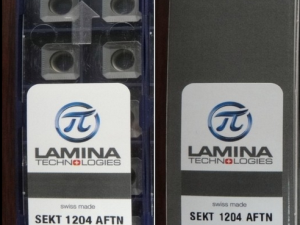 π
LAMINA
TECHNOLOGIES
swiss made
SEKT 1204 AFTN
π
LAMINA
TECHNOLOGIES
swiss made
SEKT 1204 AFTN